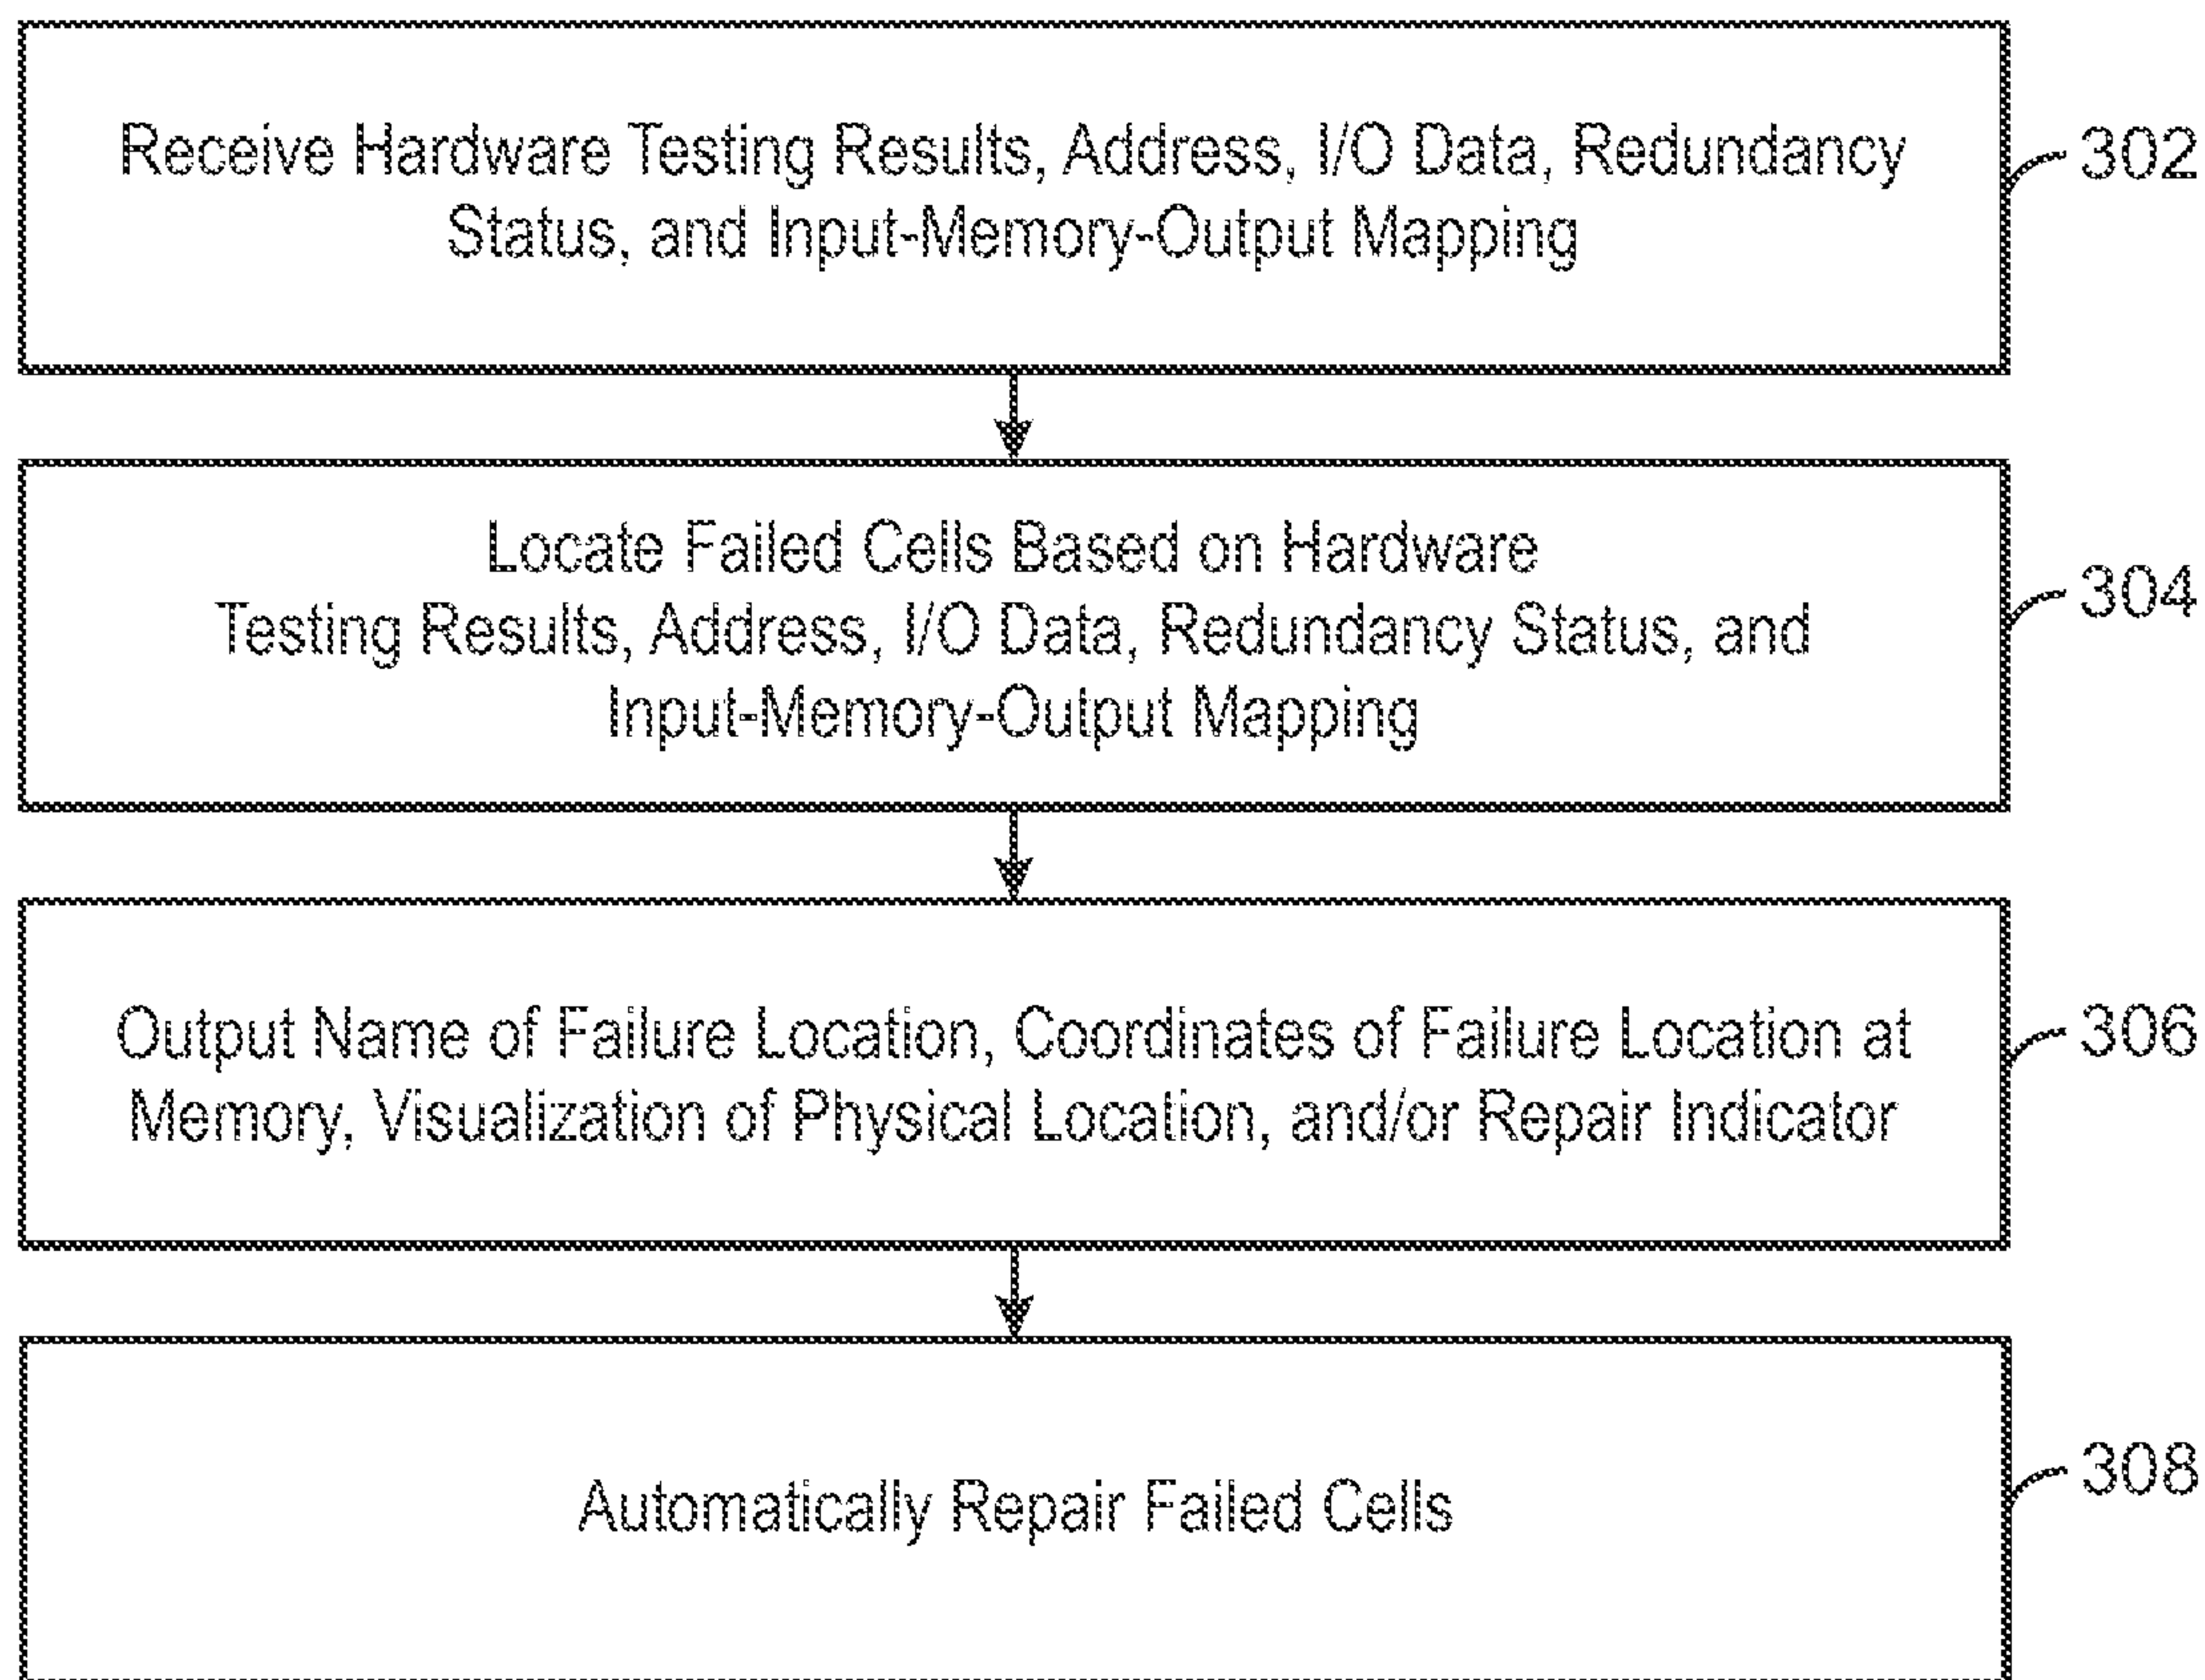 Receive Hardware Testing Results, Address, I/O Data, Redundancy
Status, and Input-Memory-Output Mapping
302
Locate Failed Cells Based on Hardware
Testing Results, Address, I/O Data, Redundancy Status, and
Input-Memory-Output Mapping
304
Output Name of Failure Location, Coordinates of Failure Location at
Memory, Visualization of Physical Location, and/or Repair Indicator
306
Automatically Repair Failed Cells
308